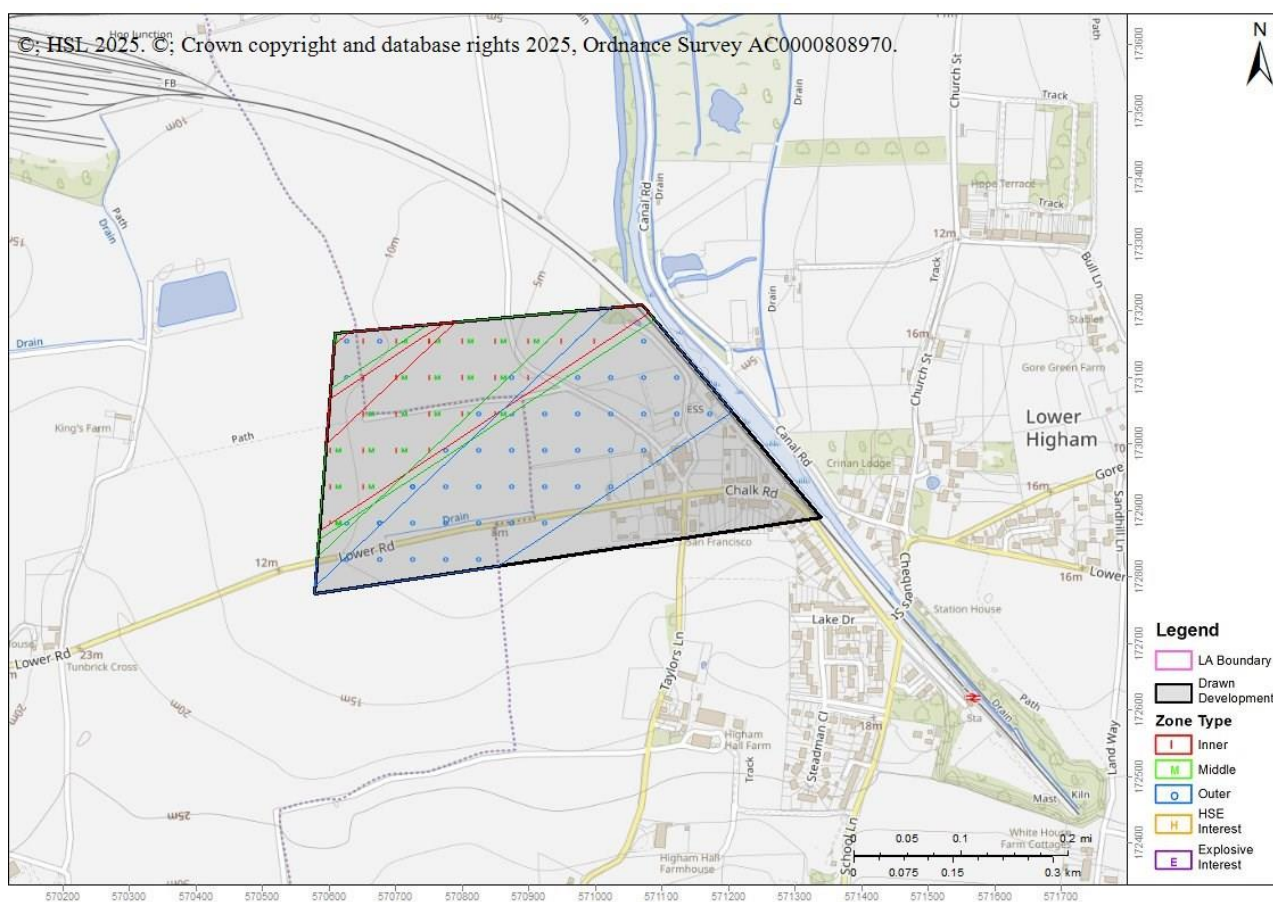 ©; HSL 2025. ©; Crown copyright and database rights 2025, Ordnance Survey AC0000808970.
Hoo Junction
FB
10m
Path
Drain
Drain
King's Farm
Path
10m
5m
Canal Rd
Drain
Drain
Drain
Church St
Path
Track
Hope Terrace
Track
12m
Track
Bull Ln
Stables
16m
Church St
Gore Green Farm
Lower
Higham
5m
ESS
Canal Rd
Crinan Lodge
16m
Gore
Sandhill Ln
Chalk Rd
Drain
Lower Rd
12m
San Francisco
Chequers St
Lower
16m
Station House
Lake Dr
Lower Rd
23m
Tunbrick Cross
20m
20m
15m
15m
Taylors Ln
Path
Drain
Sta
18m
Higham
Hall Farm
Track
Steadman Cl
Land Way
25m
Mast
Kiln
White House
Farm Cottages
School Ln
Higham Hall
Farmhouse
0 0.05 0.1 0.2 mi
0 0.075 0.15 0.3 km
N
Legend
LA Boundary
Drawn
Development
Zone Type
I Inner
M Middle
O Outer
H HSE
Interest
E Explosive
Interest
173600
173500
173400
173300
173200
173100
173000
172900
172800
172700
172600
172500
172400
570200 570300 570400 570500 570600 570700 570800 570900 571000 571100 571200 571300 571400 571500 571600 571700